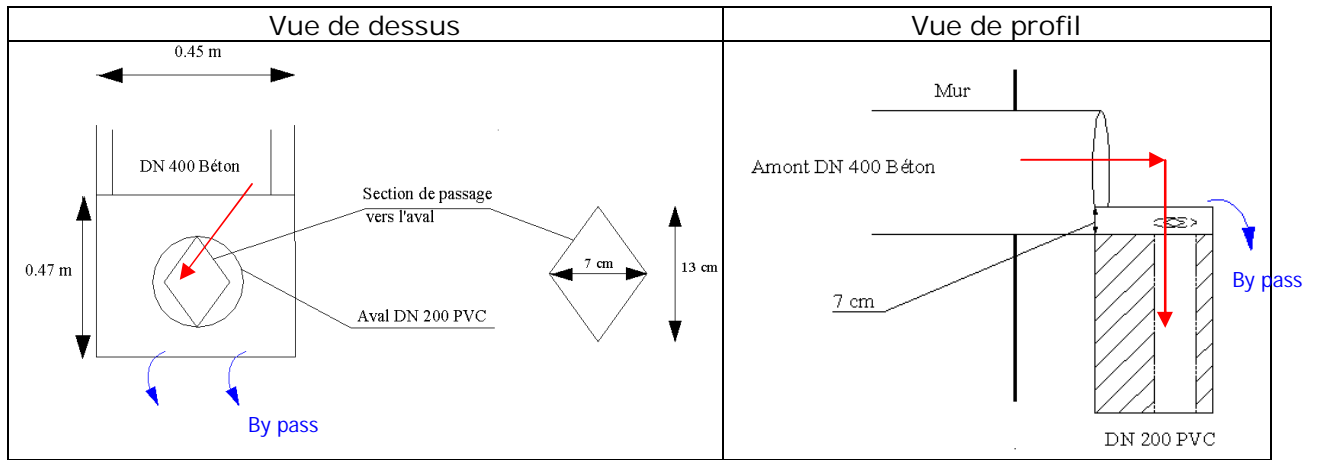 Vue de dessus
0.45 m
DN 400 Béton
Section de passage
vers l'aval
0.47 m
7 cm
13 cm
Aval DN 200 PVC
By pass
Vue de profil
Mur
Amont DN 400 Béton
By pass
7 cm
DN 200 PVC